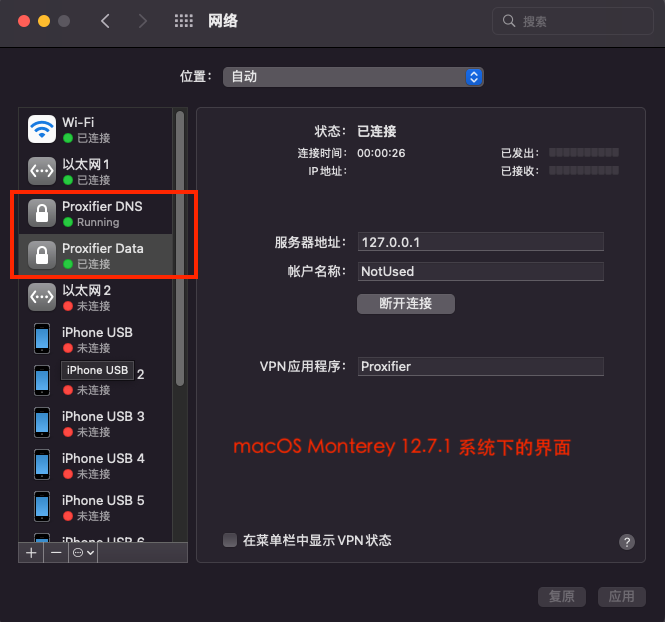 网络
搜索
位置： 自动
Wi-Fi
已连接
以太网 1
已连接
Proxifier DNS
Running
Proxifier Data
已连接
以太网 2
未连接
iPhone USB
未连接
iPhone USB 2
未连接
iPhone USB 3
未连接
iPhone USB 4
未连接
iPhone USB 5
未连接
iPhone USB 6
状态： 已连接
连接时间： 00:00:26
已发出：
IP 地址：
已接收：
服务器地址： 127.0.0.1
帐户名称： NotUsed
断开连接
VPN 应用程序： Proxifier
macOS Monterey 12.7.1 系统下的界面
在菜单栏中显示 VPN 状态
?
复原
应用